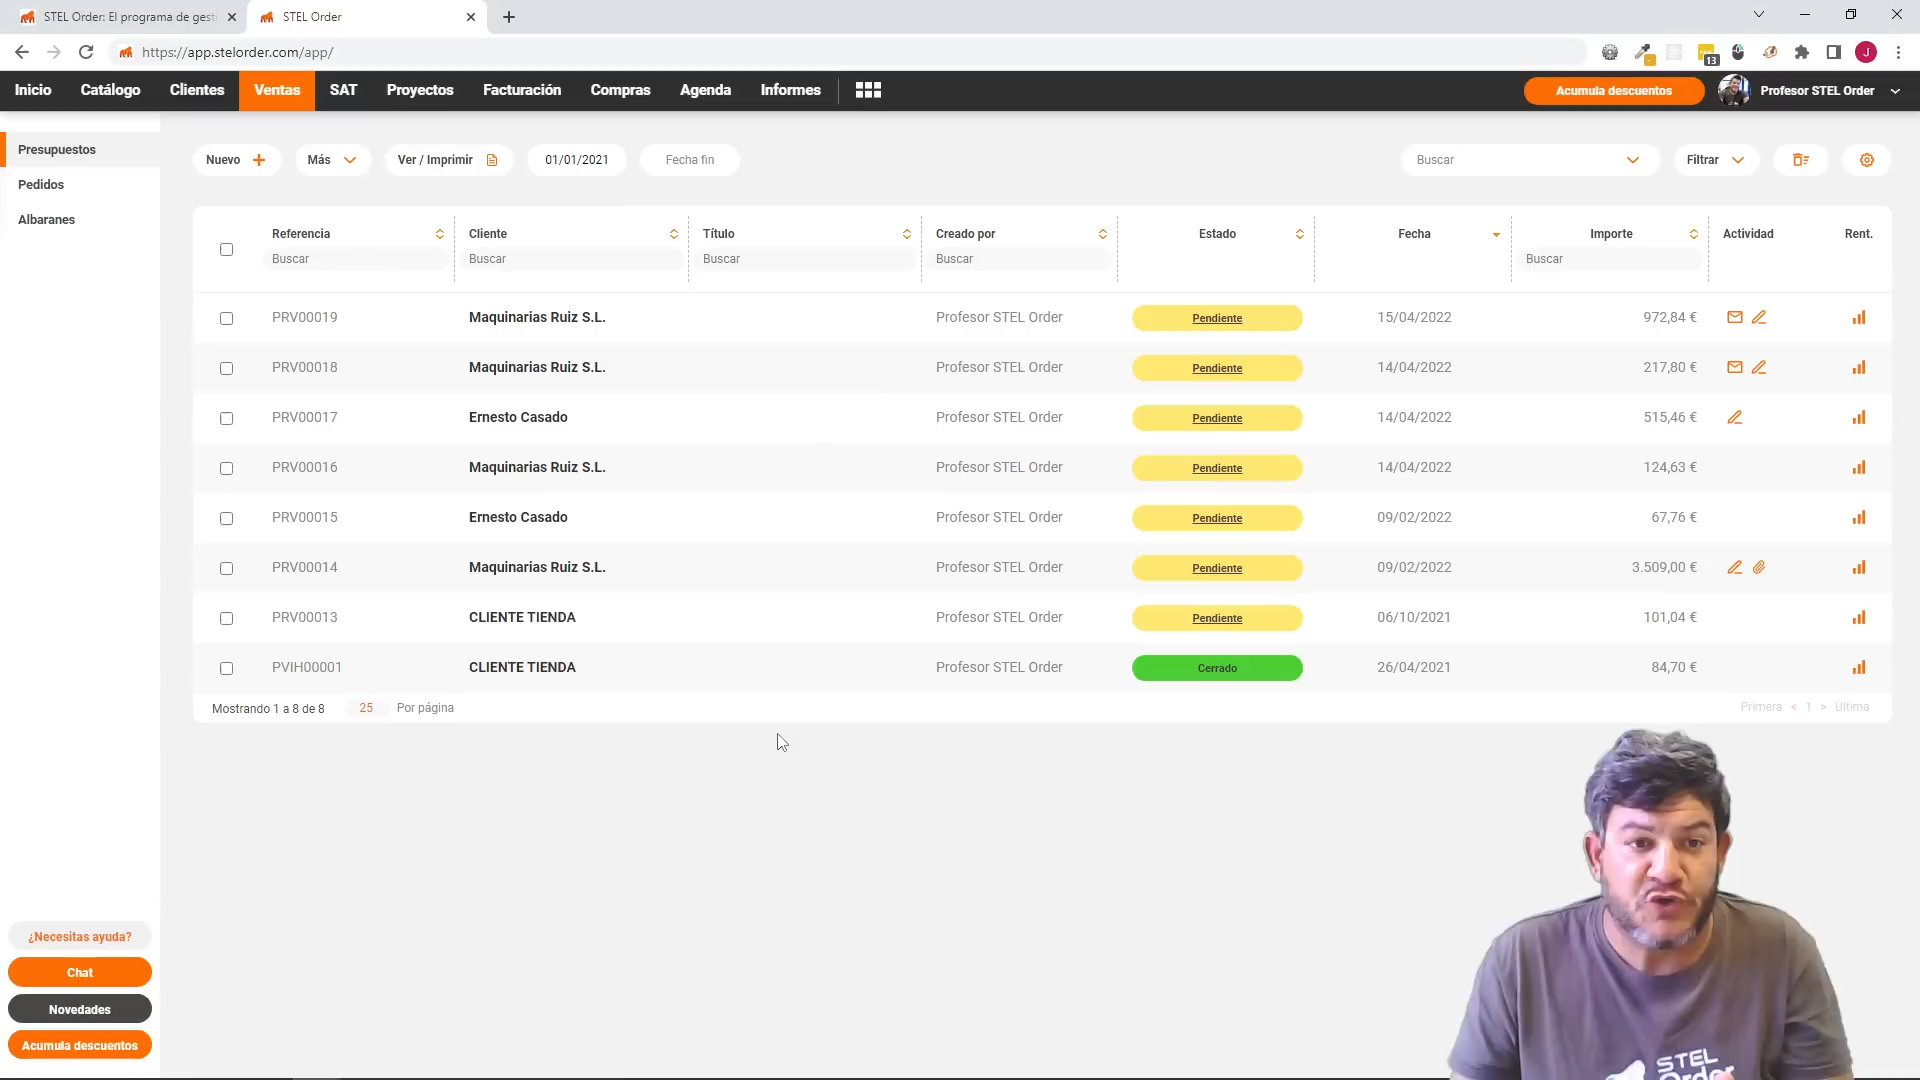 STEL Order: El programa de gest
STEL Order
https://app.stelorder.com/app/
13
J
Inicio Catálogo Clientes Ventas SAT Proyectos Facturación Compras Agenda Informes
Acumula descuentos
Profesor STEL Order
Presupuestos
Pedidos
Albaranes
Nuevo
Más
Ver / Imprimir
01/01/2021
Fecha fin
Buscar
Filtrar
Referencia Cliente Título Creado por Estado Fecha Importe Actividad Rent.
Buscar Buscar Buscar Buscar Buscar
PRV00019 Maquinarias Ruiz S.L. Profesor STEL Order Pendiente 15/04/2022 972,84 €
PRV00018 Maquinarias Ruiz S.L. Profesor STEL Order Pendiente 14/04/2022 217,80 €
PRV00017 Ernesto Casado Profesor STEL Order Pendiente 14/04/2022 515,46 €
PRV00016 Maquinarias Ruiz S.L. Profesor STEL Order Pendiente 14/04/2022 124,63 €
PRV00015 Ernesto Casado Profesor STEL Order Pendiente 09/02/2022 67,76 €
PRV00014 Maquinarias Ruiz S.L. Profesor STEL Order Pendiente 09/02/2022 3.509,00 €
PRV00013 CLIENTE TIENDA Profesor STEL Order Pendiente 06/10/2021 101,04 €
PVIH00001 CLIENTE TIENDA Profesor STEL Order Cerrado 26/04/2021 84,70 €
Mostrando 1 a 8 de 8 25 Por página
Primera < 1 > Última
¿Necesitas ayuda?
Chat
Novedades
Acumula descuentos
STEL
Order